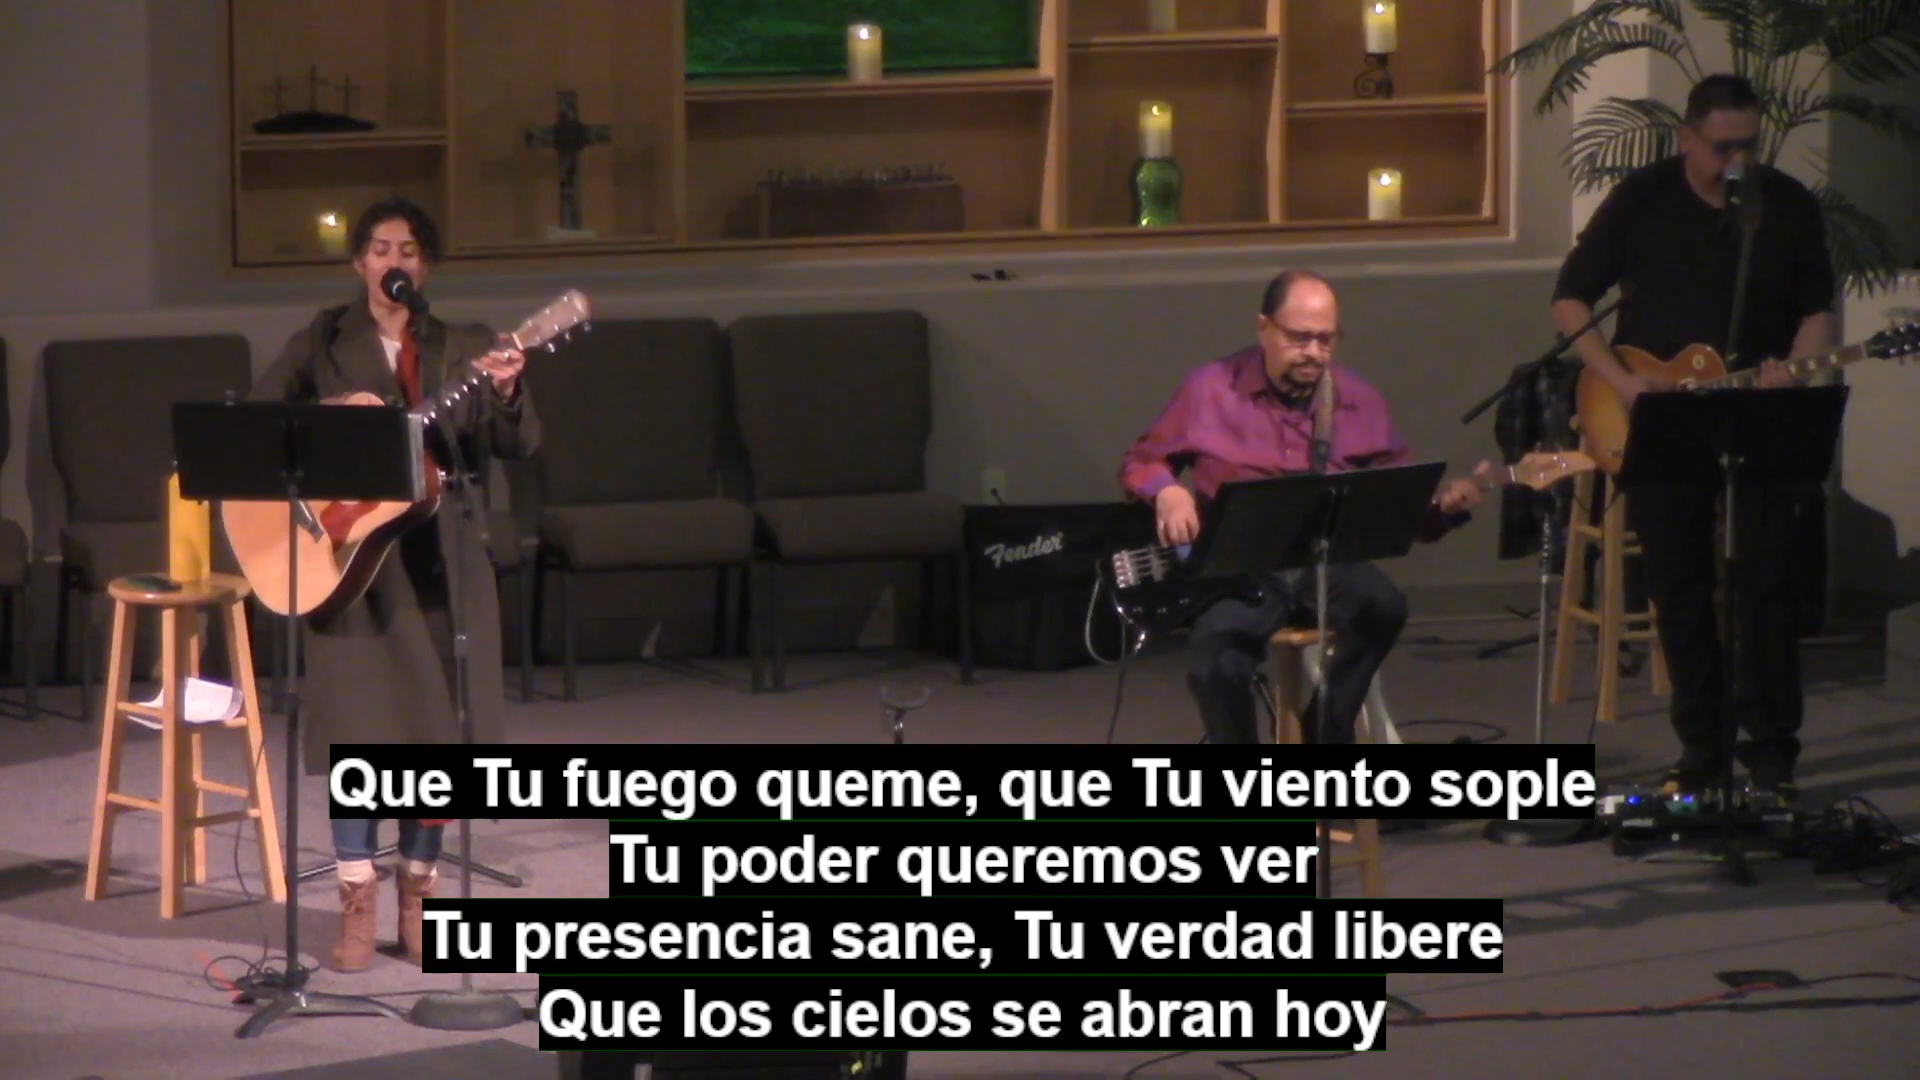 Fender
Que Tu fuego queme, que Tu viento sople
Tu poder queremos ver
Tu presencia sane, Tu verdad libere
Que los cielos se abran hoy